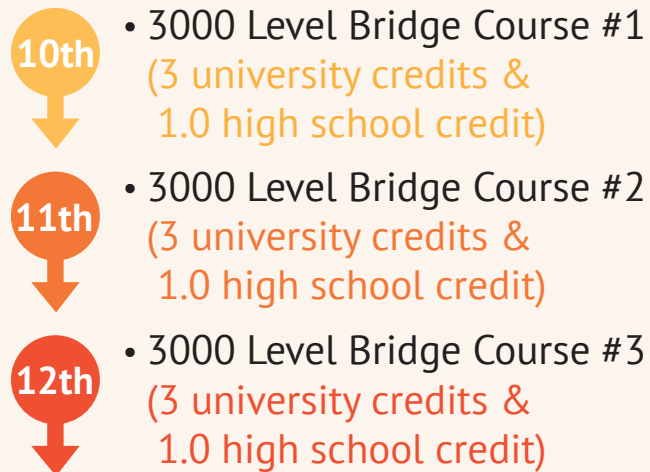 10th
• 3000 Level Bridge Course #1
(3 university credits &
1.0 high school credit)
11th
• 3000 Level Bridge Course #2
(3 university credits &
1.0 high school credit)
12th
• 3000 Level Bridge Course #3
(3 university credits &
1.0 high school credit)